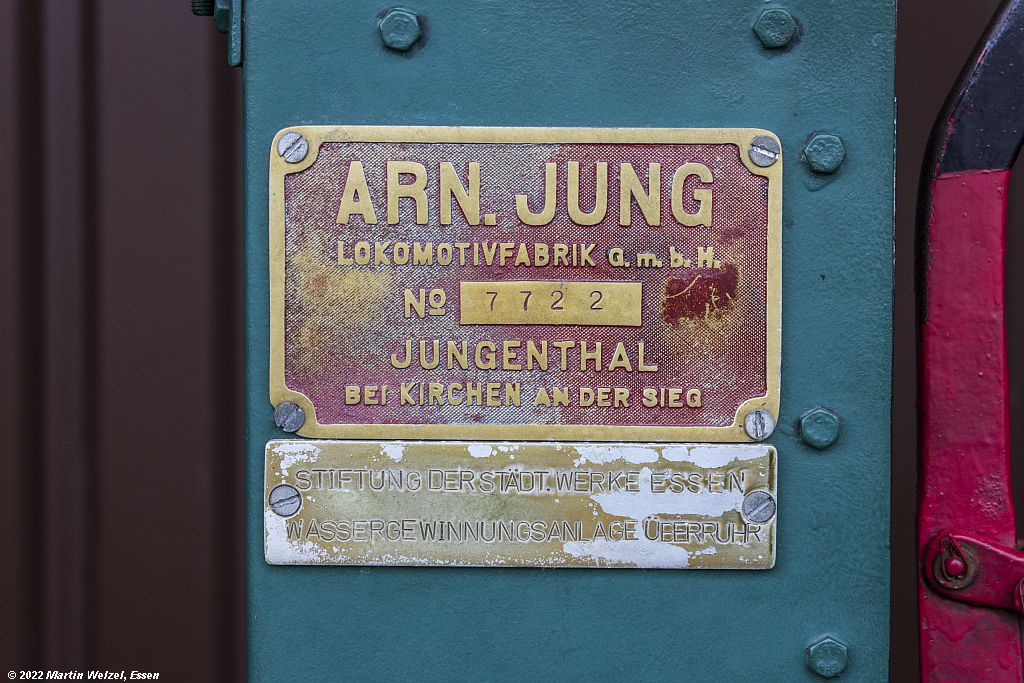 ARN. JUNG
LOKOMOTIVFABRIK G.m.b.H.
No 7722
JUNGENTHAL
BEI KIRCHEN AN DER SIEG
STIFTUNG DER STÄDT. WERKE ESSEN
WASSERGEWINNUNGSANLAGE ÜBERRUHR
© 2022 Martin Welzel, Essen